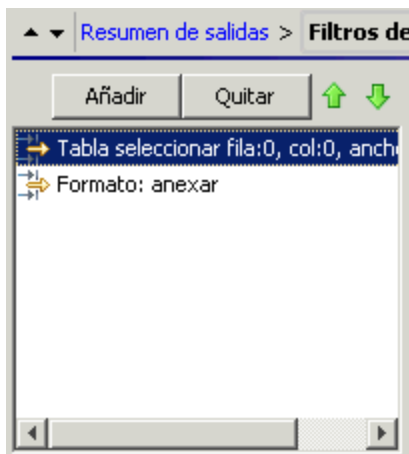 Resumen de salidas > Filtros de
Añadir Quitar
Tabla seleccionar fila:0, col:0, anch
Formato: anexar